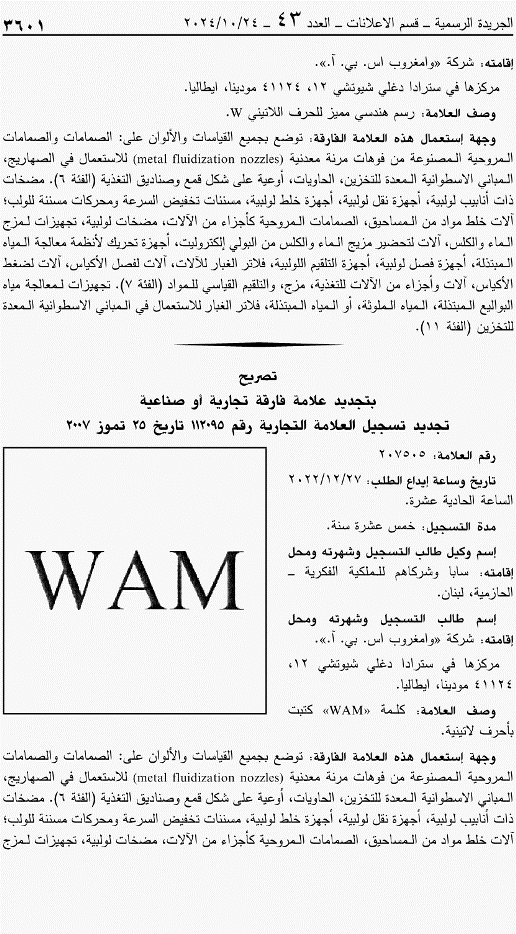 الجريدة الرسمية ــ قسم الاعلانات ــ العدد ٤٣ ــ ٢٠٢٤/١٠/٢٤
٣٦٠١
إقامته: شركة «وامغروب اس. بي. آ.».
مركزها في سترادا دغلي شيوتشي ١٢، ٤١١٢٤ مودينا، ايطاليا.
وصف العلامة: رسم هندسي مميز للحرف اللاتيني W.
وجهة إستعمال هذه العلامة الفارقة: توضع بجميع القياسات والألوان على: الصمامات والصمامات
المروحية المصنوعة من فوهات مرنة معدنية (metal fluidization nozzles) للاستعمال في الصهاريج،
المباني الاسطوانية المعدة للتخزين، الحاويات، أوعية على شكل قمع وصناديق التغذية (الفئة ٦). مضخات
ذات أنابيب لولبية، أجهزة نقل لولبية، أجهزة خلط لولبية، مسننات تخفيض السرعة ومحركات مسننة للولب؛
آلات خلط مواد من المساحيق، الصمامات المروحية كأجزاء من الآلات، مضخات لولبية، تجهيزات لمزج
الماء والكلس، آلات لتحضير مزيج الماء والكلس من البولي إلكتروليت، أجهزة تحريك لأنظمة معالجة المياه
المبتذلة، أجهزة فصل لولبية، أجهزة التلقيم اللولبية، فلاتر الغبار للآلات، آلات لفصل الأكياس، آلات لضغط
الأكياس، آلات وأجزاء من الآلات للتغذية، مزج، والتلقيم القياسي للمواد (الفئة ٧). تجهيزات لمعالجة مياه
البواليع المبتذلة، المياه الملوثة، أو المياه المبتذلة، فلاتر الغبار للاستعمال في المباني الاسطوانية المعدة
للتخزين (الفئة ١١).
تصريح
بتجديد علامة فارقة تجارية أو صناعية
تجديد تسجيل العلامة التجارية رقم ١١٢٠٩٥ تاريخ ٢٥ تموز ٢٠٠٧
رقم العلامة: ٢٠٧٥٠٥
تاريخ وساعة إيداع الطلب: ٢٠٢٢/١٢/٢٧
الساعة الحادية عشرة.
مدة التسجيل: خمس عشرة سنة.
إسم وكيل طالب التسجيل وشهرته ومحل
إقامته: سابا وشركاهم للملكية الفكرية ــ
الحازمية، لبنان.
إسم طالب التسجيل وشهرته ومحل
إقامته: شركة «وامغروب اس. بي. آ.».
مركزها في سترادا دغلي شيوتشي ١٢،
٤١١٢٤ مودينا، ايطاليا.
وصف العلامة: كلمة «WAM» كتبت
بأحرف لاتينية.
WAM
وجهة إستعمال هذه العلامة الفارقة: توضع بجميع القياسات والألوان على: الصمامات والصمامات
المروحية المصنوعة من فوهات مرنة معدنية (metal fluidization nozzles) للاستعمال في الصهاريج،
المباني الاسطوانية المعدة للتخزين، الحاويات، أوعية على شكل قمع وصناديق التغذية (الفئة ٦). مضخات
ذات أنابيب لولبية، أجهزة نقل لولبية، أجهزة خلط لولبية، مسننات تخفيض السرعة ومحركات مسننة للولب؛
آلات خلط مواد من المساحيق، الصمامات المروحية كأجزاء من الآلات، مضخات لولبية، تجهيزات لمزج